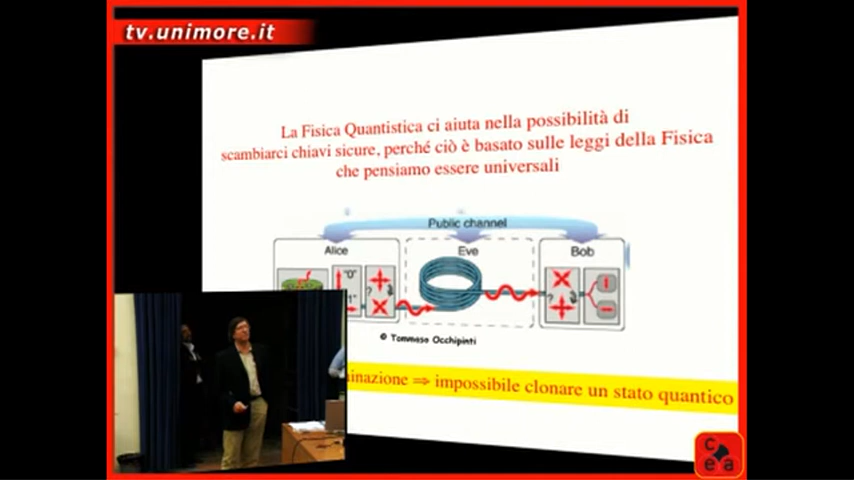 tv.unimore.it
La Fisica Quantistica ci aiuta nella possibilità di
scambiarci chiavi sicure, perché ciò è basato sulle leggi della Fisica
che pensiamo essere universali
Public channel
Alice
Eve
Bob
"0"
?
?
© Tommaso Occhipinti
⇒ impossibile clonare un stato quantico
c
e a